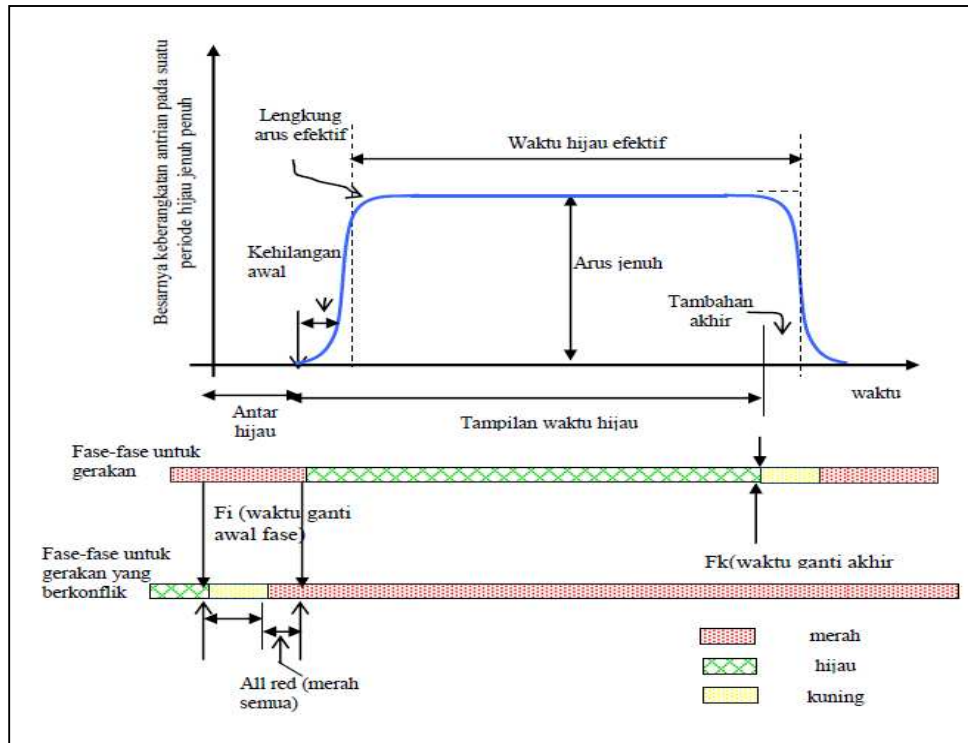 Besarnya keberangkatan antrian pada suatu
periode hijau jenuh penuh
Lengkung
arus efektif
Waktu hijau efektif
Kehilangan
awal
Arus jenuh
Tambahan
akhir
waktu
Antar
hijau
Tampilan waktu hijau
Fase-fase untuk
gerakan
Fi (waktu ganti
awal fase)
Fase-fase untuk
gerakan yang
berkonflik
Fk(waktu ganti akhir
All red (merah
semua)
merah
hijau
kuning